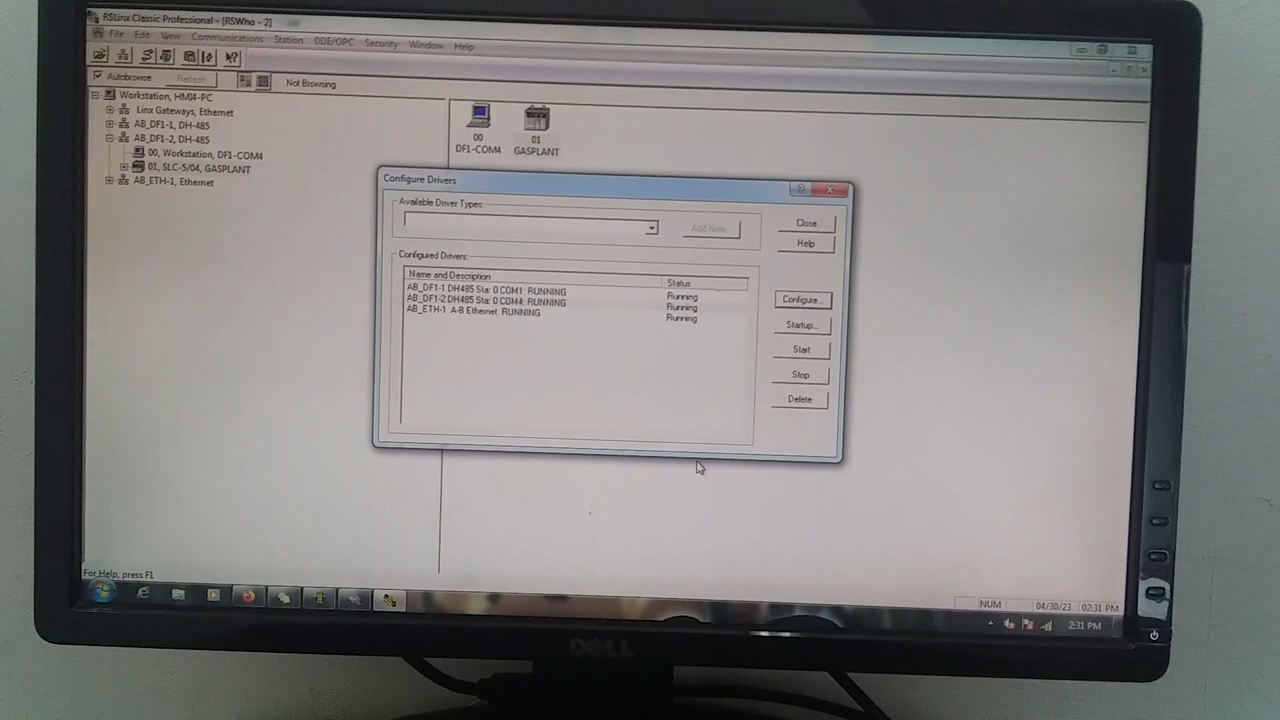 RSLinx Classic Professional - [RSWho - 2]
File Edit View Communications Station DDE/OPC Security Window Help
Autobrowse Refresh Not Browsing
Workstation, HMI4-PC
Linx Gateways, Ethernet
AB_DF1-1, DH-485
AB_DF1-2, DH-485
00, Workstation, DF1-COM4
01, SLC-5/04, GASPLANT
AB_ETH-1, Ethernet
00
DF1-COM4
01
GASPLANT
Configure Drivers
Available Driver Types:
Add New...
Close
Help
Configured Drivers:
Name and Description Status
AB_DF1-1 DH485 Sta: 0 COM1: RUNNING Running
AB_DF1-2 DH485 Sta: 0 COM4: RUNNING Running
AB_ETH-1 A-B Ethernet RUNNING Running
Configure...
Startup...
Start
Stop
Delete
For Help, press F1
NUM 04/30/23 02:31 PM
2:31 PM
DELL